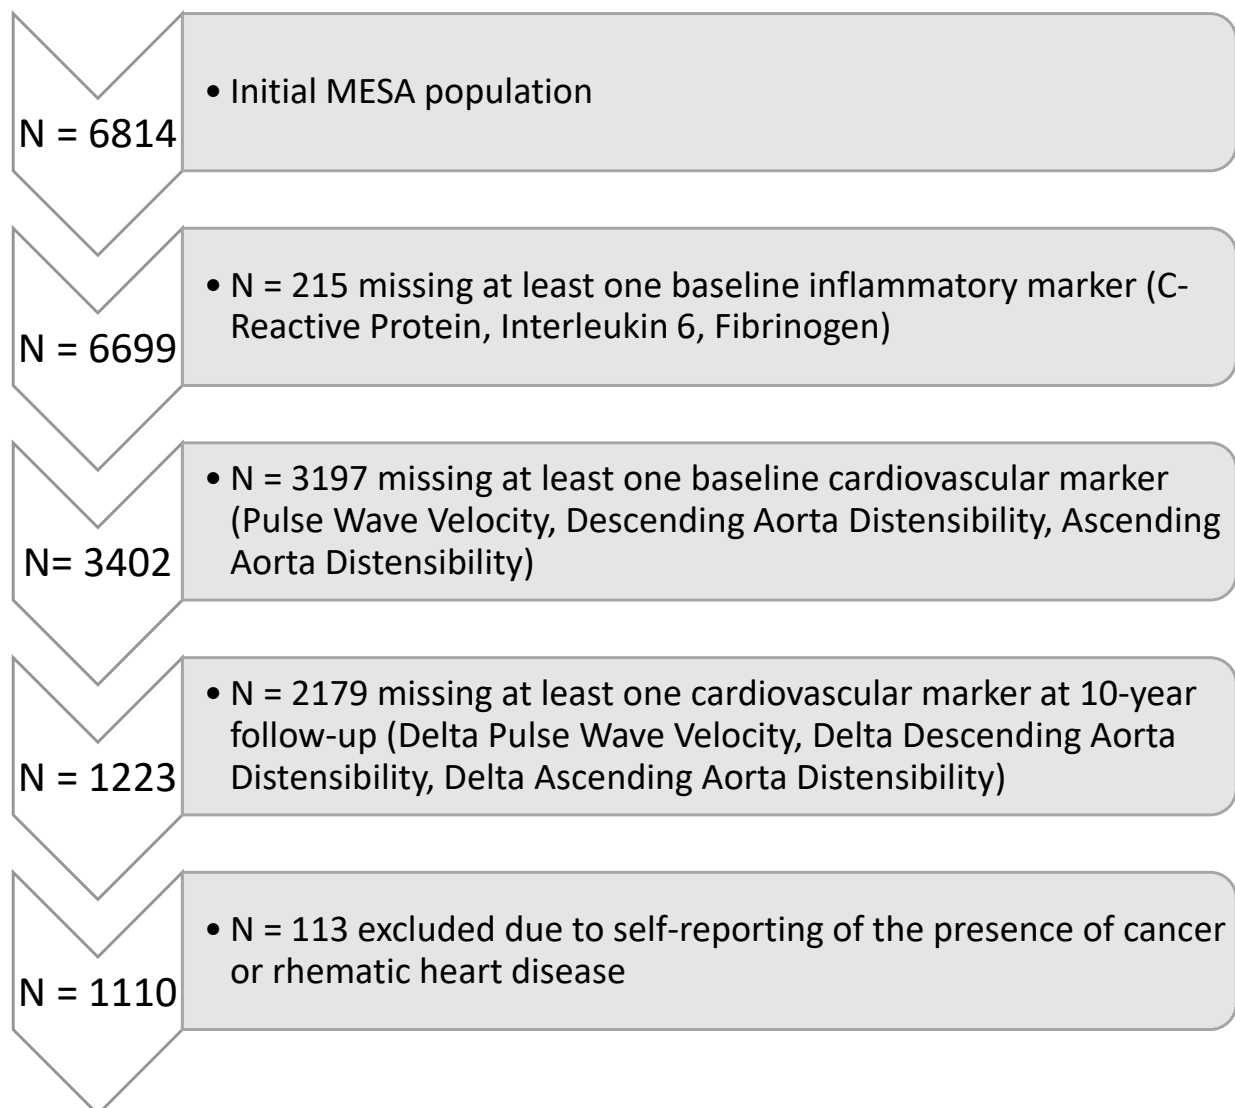 N = 6814
• Initial MESA population
N = 6699
• N = 215 missing at least one baseline inflammatory marker (C-
Reactive Protein, Interleukin 6, Fibrinogen)
N= 3402
• N = 3197 missing at least one baseline cardiovascular marker
(Pulse Wave Velocity, Descending Aorta Distensibility, Ascending
Aorta Distensibility)
N = 1223
• N = 2179 missing at least one cardiovascular marker at 10-year
follow-up (Delta Pulse Wave Velocity, Delta Descending Aorta
Distensibility, Delta Ascending Aorta Distensibility)
N = 1110
• N = 113 excluded due to self-reporting of the presence of cancer
or rhematic heart disease